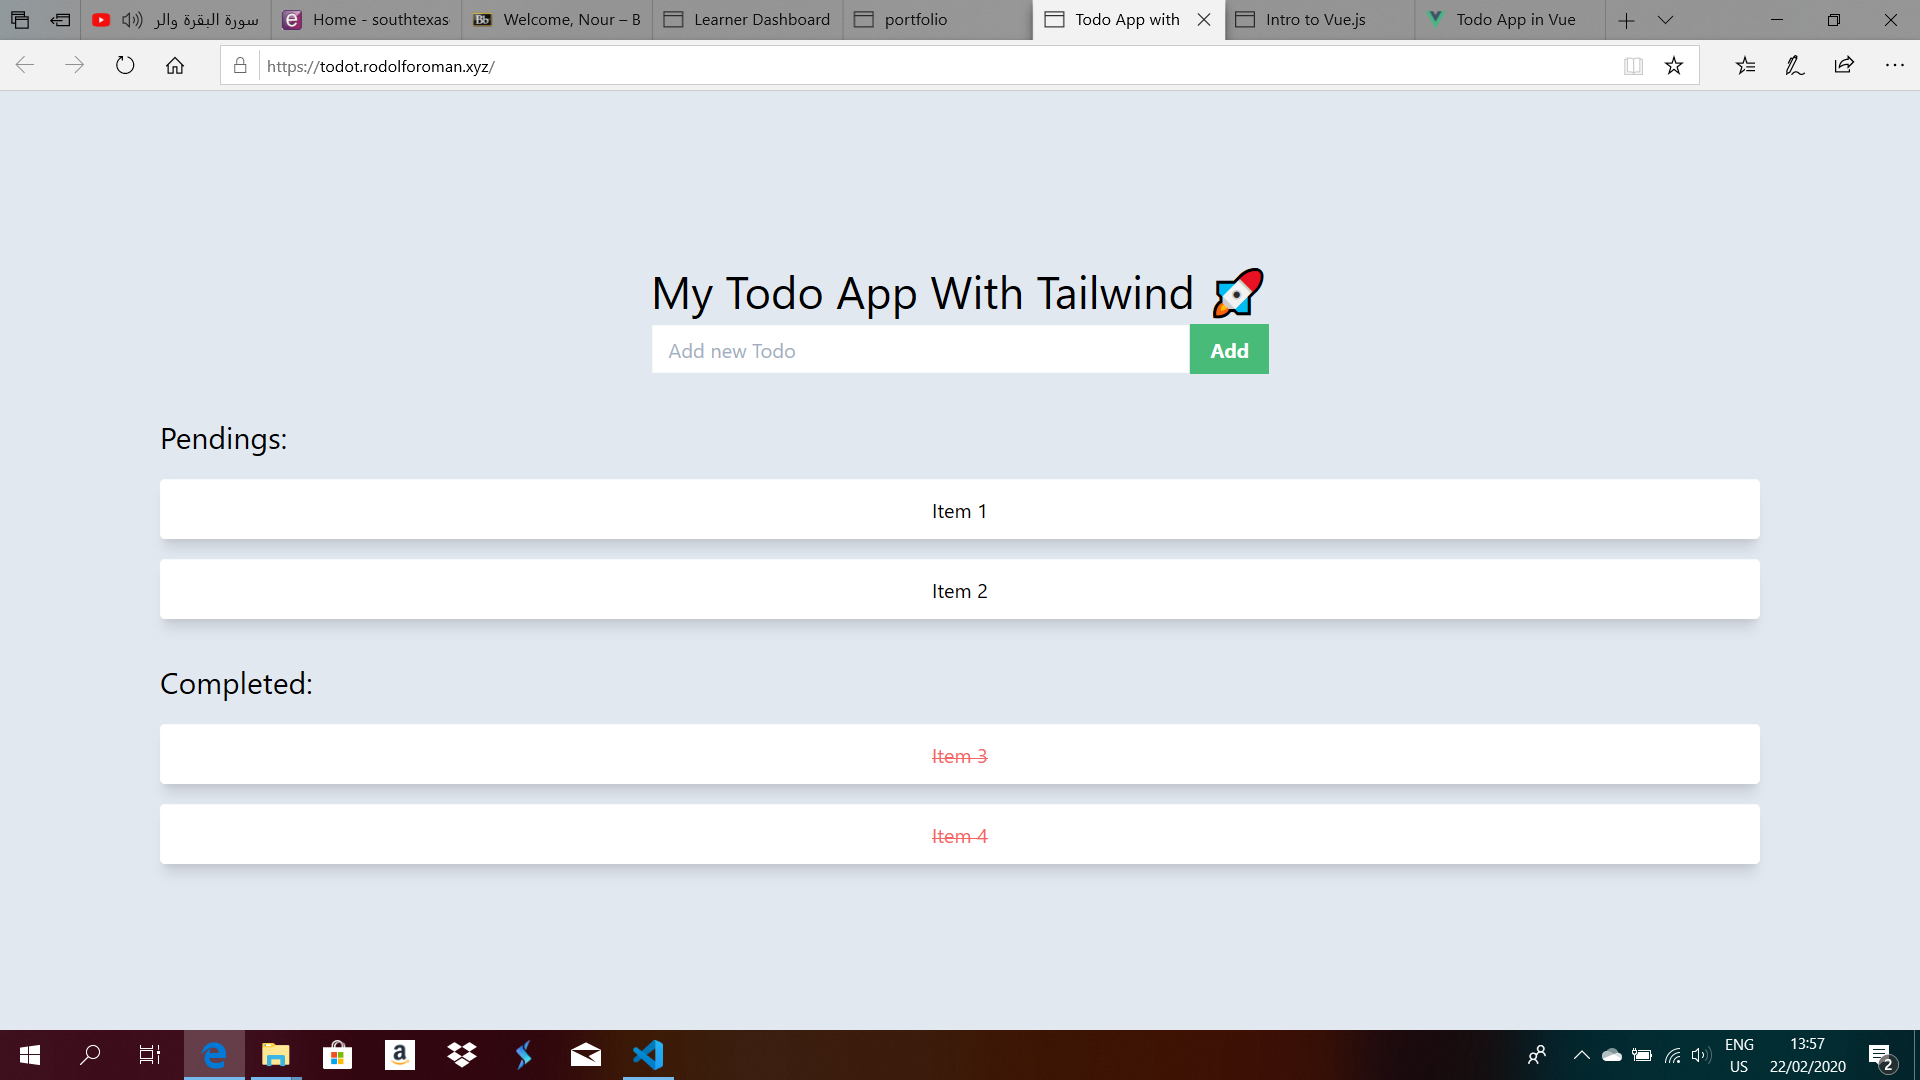 سورة البقرة والر
Home - southtexas
Bb Welcome, Nour – B
Learner Dashboard
portfolio
Todo App with
Intro to Vue.js
Todo App in Vue
https://todot.rodolforoman.xyz/
My Todo App With Tailwind 🚀
Add new Todo
Add
Pendings:
Item 1
Item 2
Completed:
Item 3
Item 4
ENG
US
13:57
22/02/2020
2